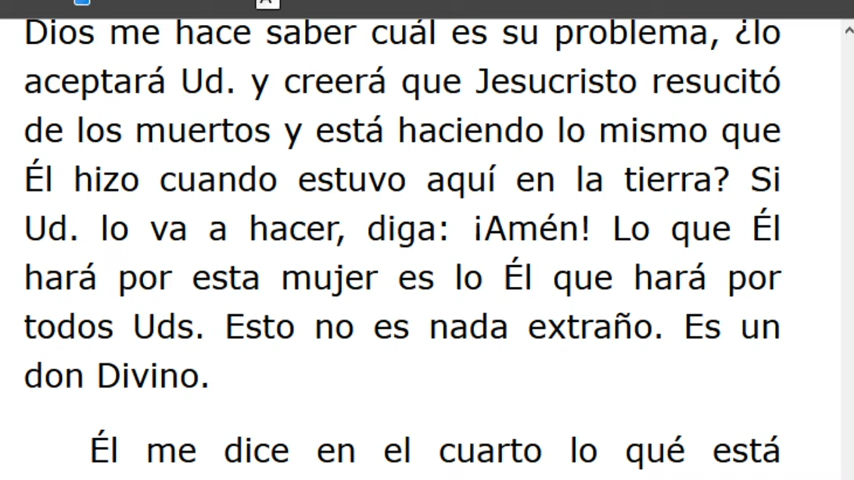 Dios me hace saber cuál es su problema, ¿lo
aceptará Ud. y creerá que Jesucristo resucitó
de los muertos y está haciendo lo mismo que
Él hizo cuando estuvo aquí en la tierra? Si
Ud. lo va a hacer, diga: ¡Amén! Lo que Él
hará por esta mujer es lo Él que hará por
todos Uds. Esto no es nada extraño. Es un
don Divino.
Él me dice en el cuarto lo qué está